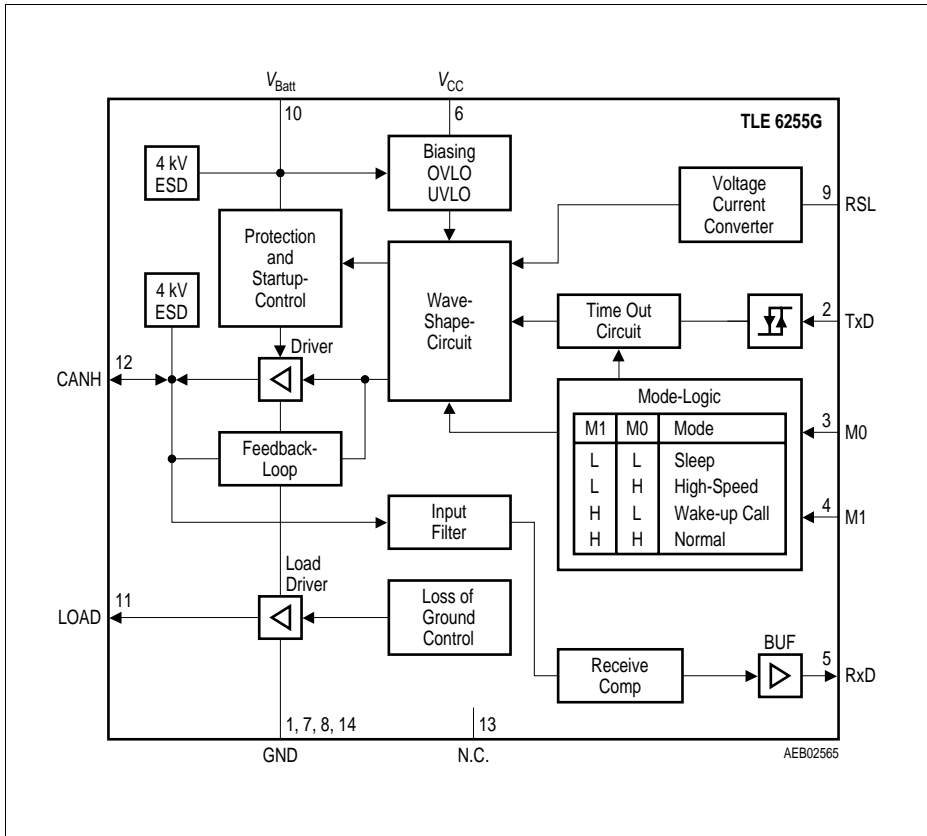 VBatt
VCC
10
6
TLE 6255G
4 kV
ESD
Biasing
OVLO
UVLO
Voltage
Current
Converter
9
RSL
Protection
and
Startup-
Control
4 kV
ESD
Wave-
Shape-
Circuit
Time Out
Circuit
2
TxD
Driver
12
CANH
Mode-Logic
M1 M0 Mode
L L Sleep
L H High-Speed
H L Wake-up Call
H H Normal
3
M0
4
M1
Feedback-
Loop
Input
Filter
Load
Driver
11
LOAD
Loss of
Ground
Control
Receive
Comp
BUF
5
RxD
1, 7, 8, 14
13
GND
N.C.
AEB02565